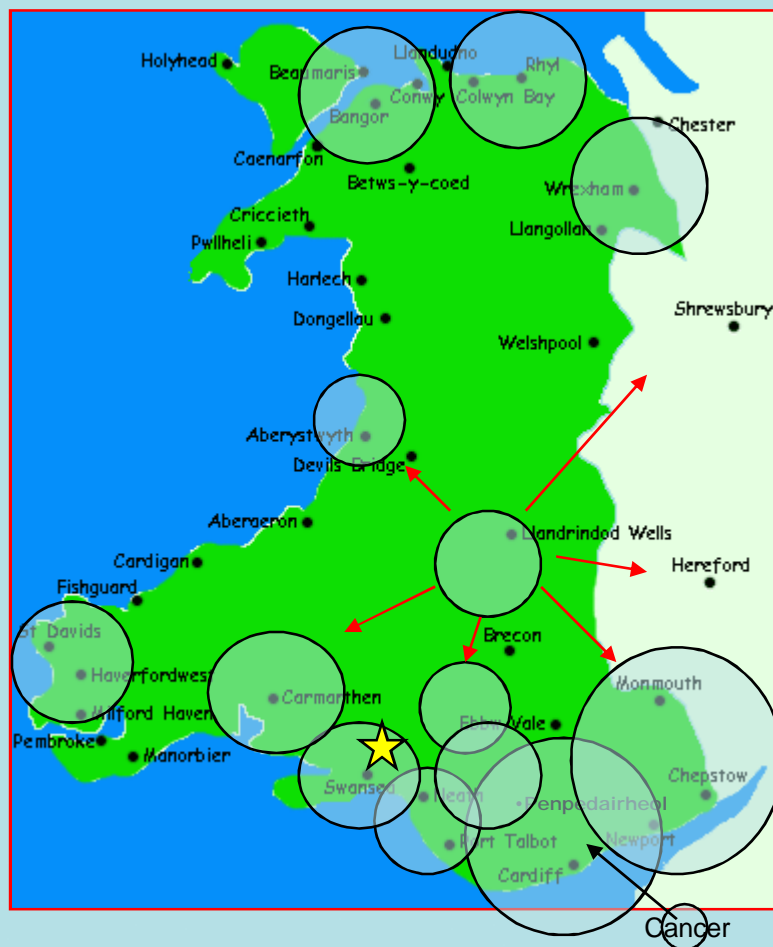 Holyhead
Llandudno
Beaumaris
Rhyl
Conwy
Colwyn Bay
Bangor
Chester
Caenarfon
Betws-y-coed
Wrexham
Criccieth
Llangollan
Pwllheli
Harlech
Dongellau
Shrewsbury
Welshpool
Aberystwyth
Devils Bridge
Aberaeron
Llandrindod Wells
Cardigan
Hereford
Fishguard
St Davids
Brecon
Haverfordwest
Monmouth
Carmarthen
Milford Haven
Ebbw Vale
Pembroke
Manorbier
Chepstow
Swansea
Neath
•Penpedairheol
Newport
Port Talbot
Cardiff
Cancer